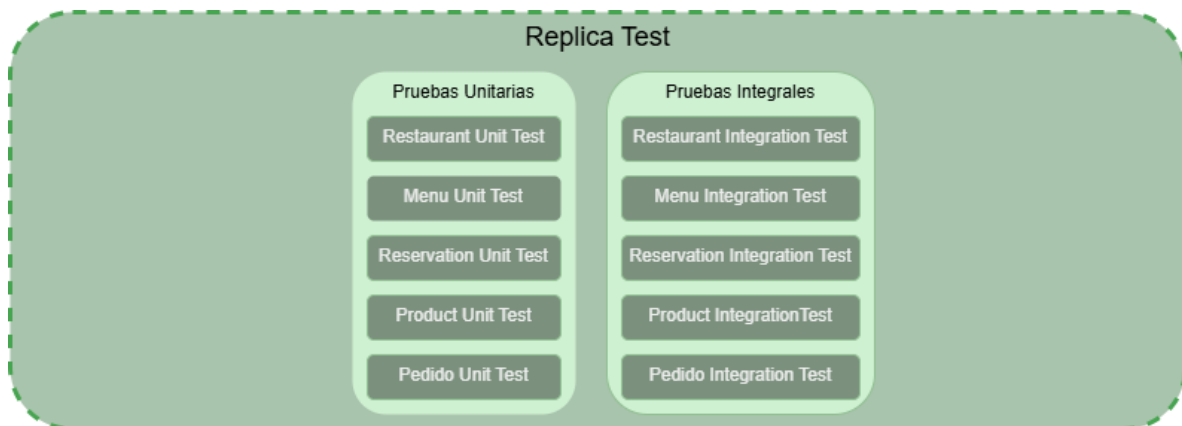 Replica Test
Pruebas Unitarias
Restaurant Unit Test
Menu Unit Test
Reservation Unit Test
Product Unit Test
Pedido Unit Test
Pruebas Integrales
Restaurant Integration Test
Menu Integration Test
Reservation Integration Test
Product IntegrationTest
Pedido Integration Test